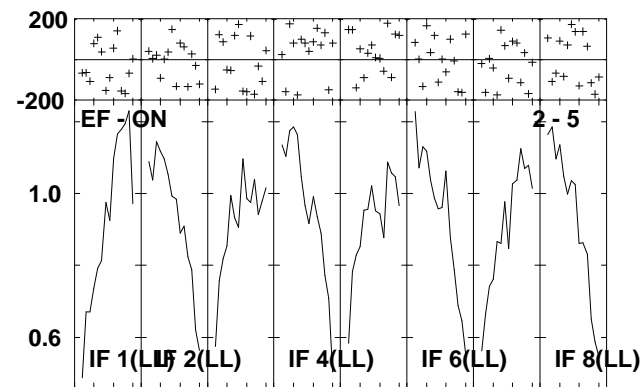 200
-200
EF - ON 2 - 5
1.0
0.6
IF 1(LL) IF 2(LL) IF 4(LL) IF 6(LL) IF 8(LL)